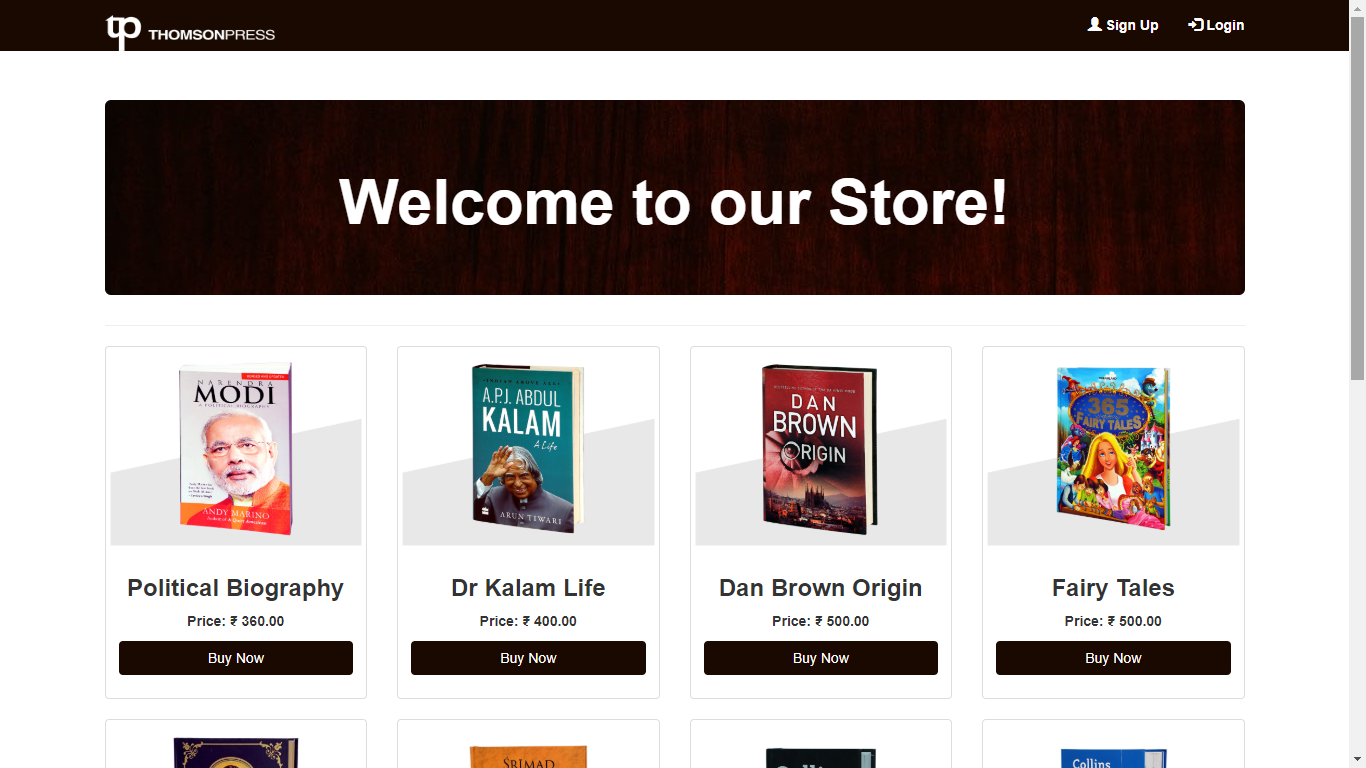 tp THOMSONPRESS
Sign Up
Login
Welcome to our Store!
NARENDRA
MODI
A POLITICAL BIOGRAPHY
ANDY MARINO
A.P.J. ABDUL
KALAM
A Life
ARUN TIWARI
DAN
BROWN
ORIGIN
365
FAIRY TALES
Political Biography
Dr Kalam Life
Dan Brown Origin
Fairy Tales
Price: ₹ 360.00
Price: ₹ 400.00
Price: ₹ 500.00
Price: ₹ 500.00
Buy Now
Buy Now
Buy Now
Buy Now
SRIMAD
Collins
Collins